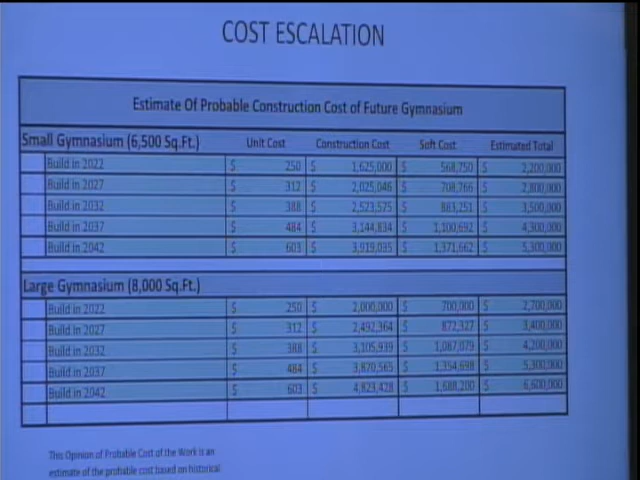 COST ESCALATION
Estimate Of Probable Construction Cost of Future Gymnasium
Small Gymnasium (6,500 Sq.Ft.) Unit Cost Construction Cost Soft Cost Estimated Total
Build in 2022 $ 250 $ 1,625,000 $ 568,750 $ 2,200,000
Build in 2027 $ 312 $ 2,025,046 $ 708,766 $ 2,800,000
Build in 2032 $ 388 $ 2,523,575 $ 883,251 $ 3,500,000
Build in 2037 $ 484 $ 3,144,834 $ 1,100,692 $ 4,300,000
Build in 2042 $ 603 $ 3,919,035 $ 1,371,662 $ 5,300,000
Large Gymnasium (8,000 Sq.Ft.)
Build in 2022 $ 250 $ 2,000,000 $ 700,000 $ 2,700,000
Build in 2027 $ 312 $ 2,492,364 $ 872,327 $ 3,400,000
Build in 2032 $ 388 $ 3,105,939 $ 1,087,079 $ 4,200,000
Build in 2037 $ 484 $ 3,870,565 $ 1,354,698 $ 5,300,000
Build in 2042 $ 603 $ 4,823,428 $ 1,688,200 $ 6,600,000
This Opinion of Probable Cost of the Work is an
estimate of the probable cost based on historical